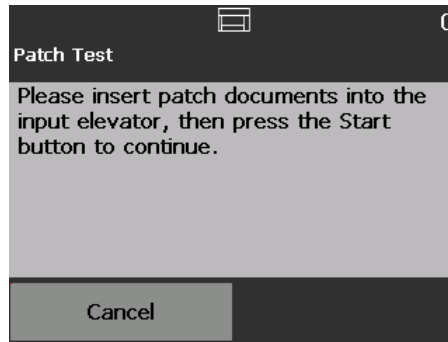 Patch Test
Please insert patch documents into the
input elevator, then press the Start
button to continue.
Cancel